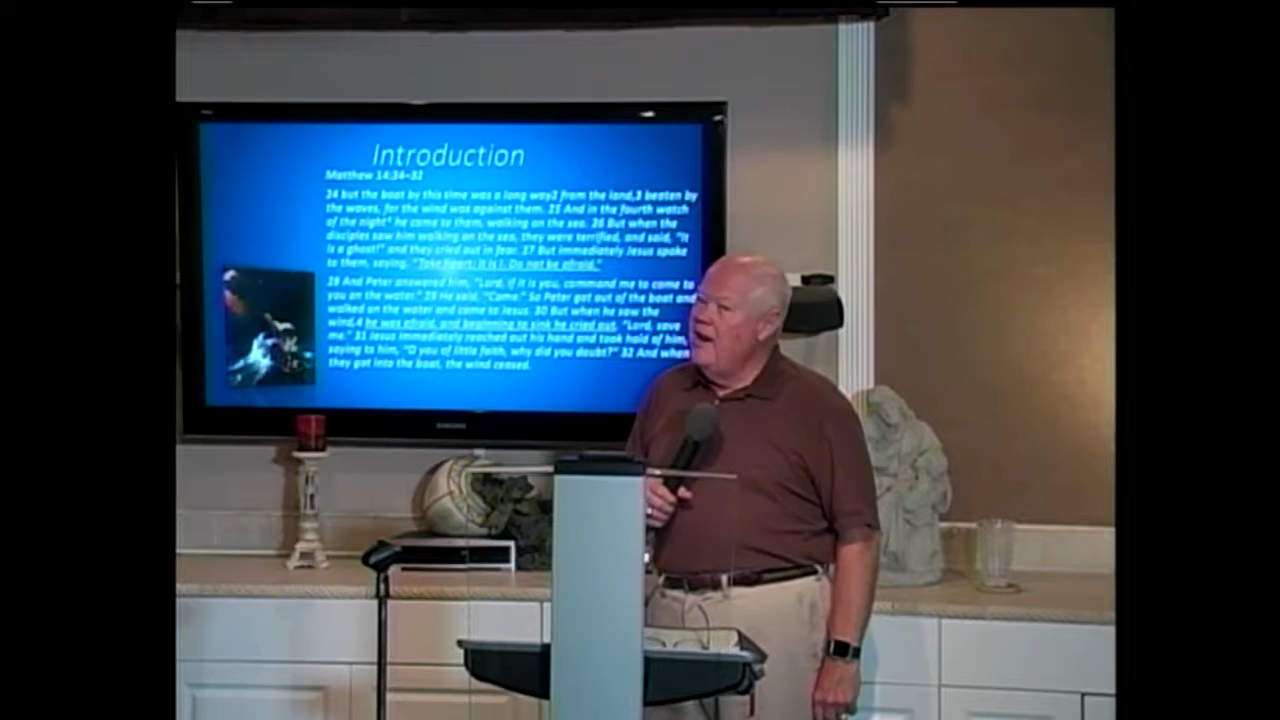 Introduction
Matthew 14:24-32
24 but the boat by this time was a long way2 from the land,3 beaten by
the waves, for the wind was against them. 25 And in the fourth watch
of the night4 he came to them, walking on the sea. 26 But when the
disciples saw him walking on the sea, they were terrified, and said, "It
is a ghost!" and they cried out in fear. 27 But immediately Jesus spoke
to them, saying, "Take heart; it is I. Do not be afraid."
28 And Peter answered him, "Lord, if it is you, command me to come to
you on the water." 29 He said, "Come." So Peter got out of the boat and
walked on the water and came to Jesus. 30 But when he saw the
wind,4 he was afraid, and beginning to sink he cried out, "Lord, save
me." 31 Jesus immediately reached out his hand and took hold of him,
saying to him, "O you of little faith, why did you doubt?" 32 And when
they got into the boat, the wind ceased.
SAMSUNG